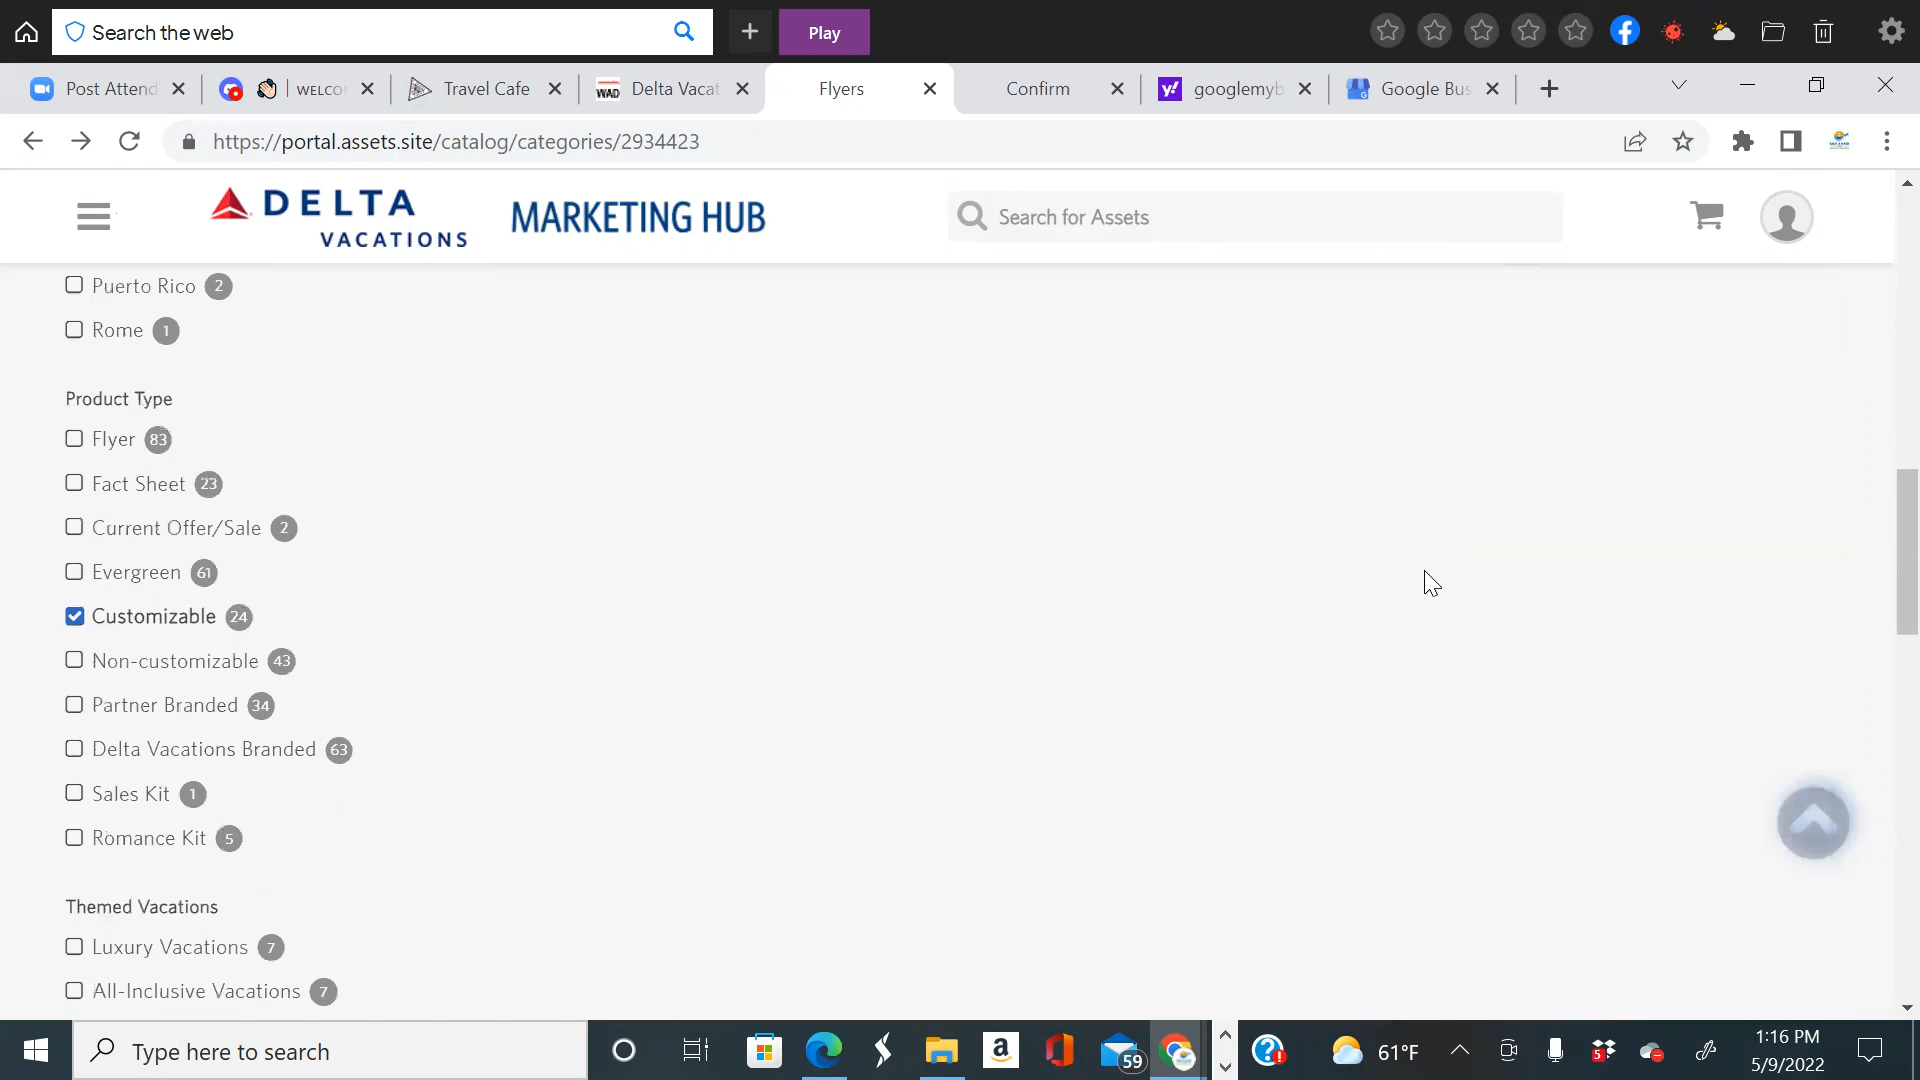 Search the web
Play
Post Attend
WELCO
Travel Cafe
WAD
Delta Vacat
Flyers
Confirm
y!
googlemyb
Google Bus
https://portal.assets.site/catalog/categories/2934423
DELTA
VACATIONS
MARKETING HUB
Search for Assets
Puerto Rico 2
Rome 1
Product Type
Flyer 83
Fact Sheet 23
Current Offer/Sale 2
Evergreen 61
Customizable 24
Non-customizable 43
Partner Branded 34
Delta Vacations Branded 63
Sales Kit 1
Romance Kit 5
Themed Vacations
Luxury Vacations 7
All-Inclusive Vacations 7
Type here to search
a
59
61°F
5
1:16 PM
5/9/2022